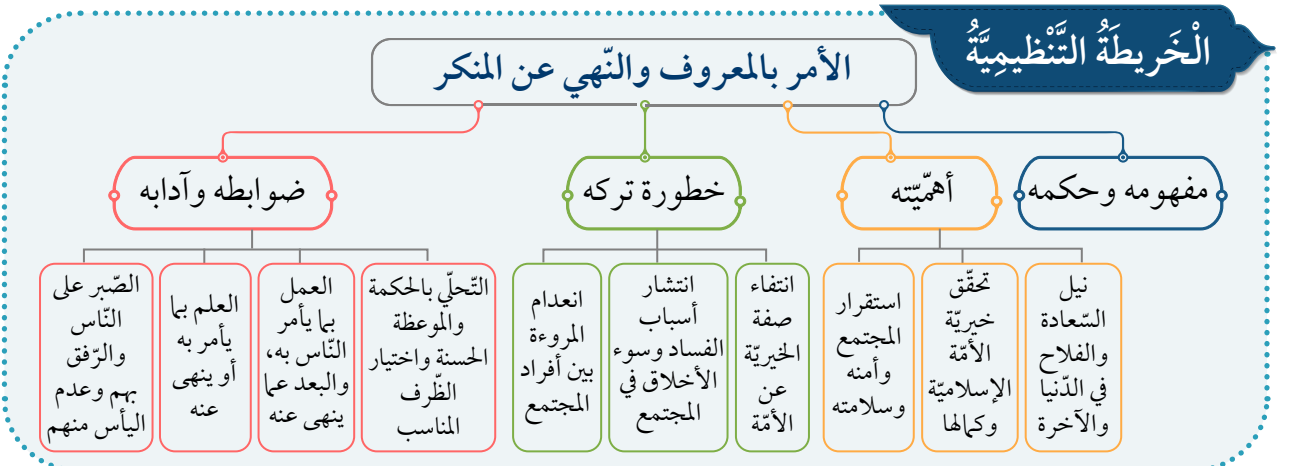 الْخَرِيطَةُ التَّنْظيمِيَّةُ
الأمر بالمعروف والنّهي عن المنكر
مفهومه وحكمه
أهمّيّته
خطورة تركه
ضوابطه وآدابه
نيل
السّعادة
والفلاح
في الدّنيا
والآخرة
تحقّق
خيريّة
الأمّة
الإسلاميّة
وكمالها
استقرار
المجتمع
وأمنه
وسلامته
انتفاء
صفة
الخيريّة
عن
الأمّة
انتشار
أسباب
الفساد وسوء
الأخلاق في
المجتمع
انعدام
المروءة
بين أفراد
المجتمع
التّحلّي بالحكمة
والموعظة
الحسنة واختيار
الظّرف
المناسب
العمل
بما يأمر
النّاس به،
والبعد عما
ينهى عنه
العلم بما
يأمر به
أو ينهى
عنه
الصّبر على
النّاس
والرّفق
بهم وعدم
اليأس منهم